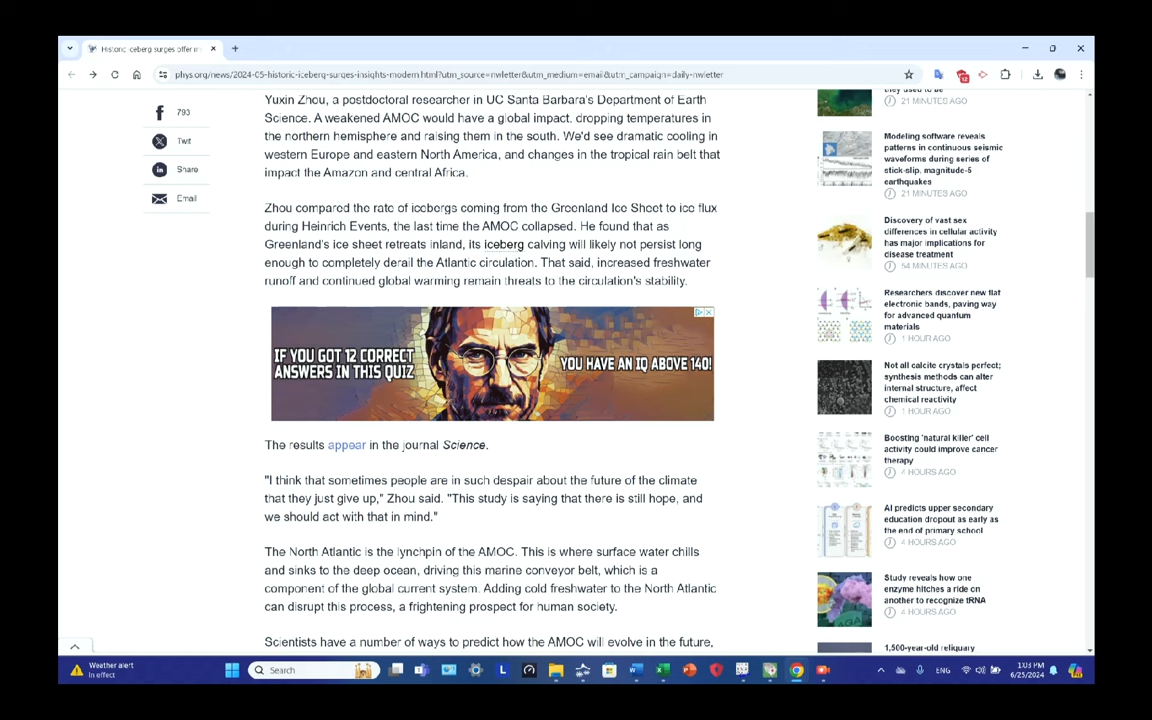 Historic iceberg surges offer in
phys.org/news/2024-05-historic-iceberg-surges-insights-modern.html?utm_source=nwletter&utm_medium=email&utm_campaign=daily-nwletter
12
793
Twit
Share
Email
Yuxin Zhou, a postdoctoral researcher in UC Santa Barbara's Department of Earth
Science. A weakened AMOC would have a global impact, dropping temperatures in
the northern hemisphere and raising them in the south. We'd see dramatic cooling in
western Europe and eastern North America, and changes in the tropical rain belt that
impact the Amazon and central Africa.
Zhou compared the rate of icebergs coming from the Greenland Ice Sheet to ice flux
during Heinrich Events, the last time the AMOC collapsed. He found that as
Greenland's ice sheet retreats inland, its iceberg calving will likely not persist long
enough to completely derail the Atlantic circulation. That said, increased freshwater
runoff and continued global warming remain threats to the circulation's stability.
IF YOU GOT 12 CORRECT
ANSWERS IN THIS QUIZ
YOU HAVE AN IQ ABOVE 140!
The results appear in the journal Science.
"I think that sometimes people are in such despair about the future of the climate
that they just give up," Zhou said. "This study is saying that there is still hope, and
we should act with that in mind."
The North Atlantic is the lynchpin of the AMOC. This is where surface water chills
and sinks to the deep ocean, driving this marine conveyor belt, which is a
component of the global current system. Adding cold freshwater to the North Atlantic
can disrupt this process, a frightening prospect for human society.
Scientists have a number of ways to predict how the AMOC will evolve in the future,
they used to be
21 MINUTES AGO
Modeling software reveals
patterns in continuous seismic
waveforms during series of
stick-slip, magnitude-5
earthquakes
21 MINUTES AGO
Discovery of vast sex
differences in cellular activity
has major implications for
disease treatment
54 MINUTES AGO
Researchers discover new flat
electronic bands, paving way
for advanced quantum
materials
1 HOUR AGO
Not all calcite crystals perfect;
synthesis methods can alter
internal structure, affect
chemical reactivity
1 HOUR AGO
Boosting 'natural killer' cell
activity could improve cancer
therapy
4 HOURS AGO
AI predicts upper secondary
education dropout as early as
the end of primary school
4 HOURS AGO
Study reveals how one
enzyme hitches a ride on
another to recognize tRNA
4 HOURS AGO
1,500-year-old reliquary
Weather alert
In effect
Search
ENG
1:03 PM
6/25/2024